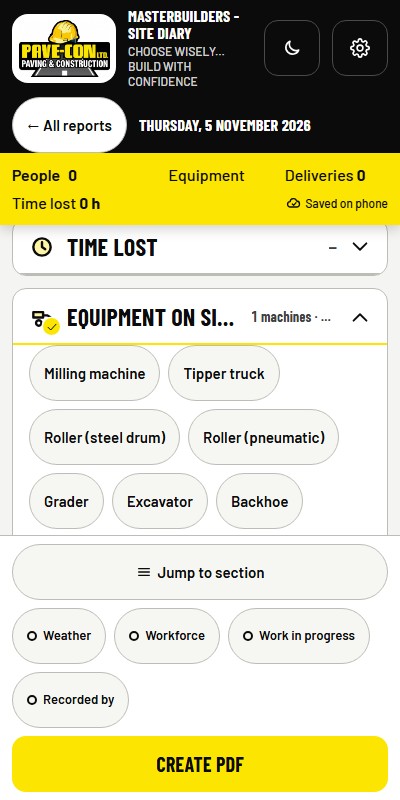 PAVE-CON LTD.
PAVING & CONSTRUCTION
MASTERBUILDERS -
SITE DIARY
CHOOSE WISELY...
BUILD WITH
CONFIDENCE
← All reports
THURSDAY, 5 NOVEMBER 2026
People 0
Equipment
Deliveries 0
Time lost 0 h
Saved on phone
TIME LOST
–
EQUIPMENT ON SI...
1 machines · ...
Milling machine
Tipper truck
Roller (steel drum)
Roller (pneumatic)
Grader
Excavator
Backhoe
Jump to section
Weather
Workforce
Work in progress
Recorded by
CREATE PDF